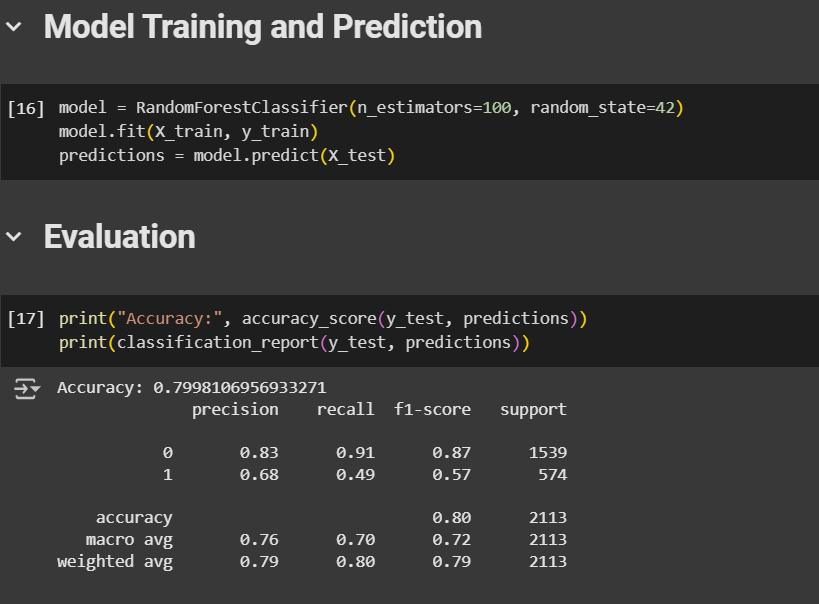 Model Training and Prediction
[16] model = RandomForestClassifier(n_estimators=100, random_state=42)
model.fit(X_train, y_train)
predictions = model.predict(X_test)
Evaluation
[17] print("Accuracy:", accuracy_score(y_test, predictions))
print(classification_report(y_test, predictions))
Accuracy: 0.7998106956933271
precision recall f1-score support
0 0.83 0.91 0.87 1539
1 0.68 0.49 0.57 574
accuracy 0.80 2113
macro avg 0.76 0.70 0.72 2113
weighted avg 0.79 0.80 0.79 2113